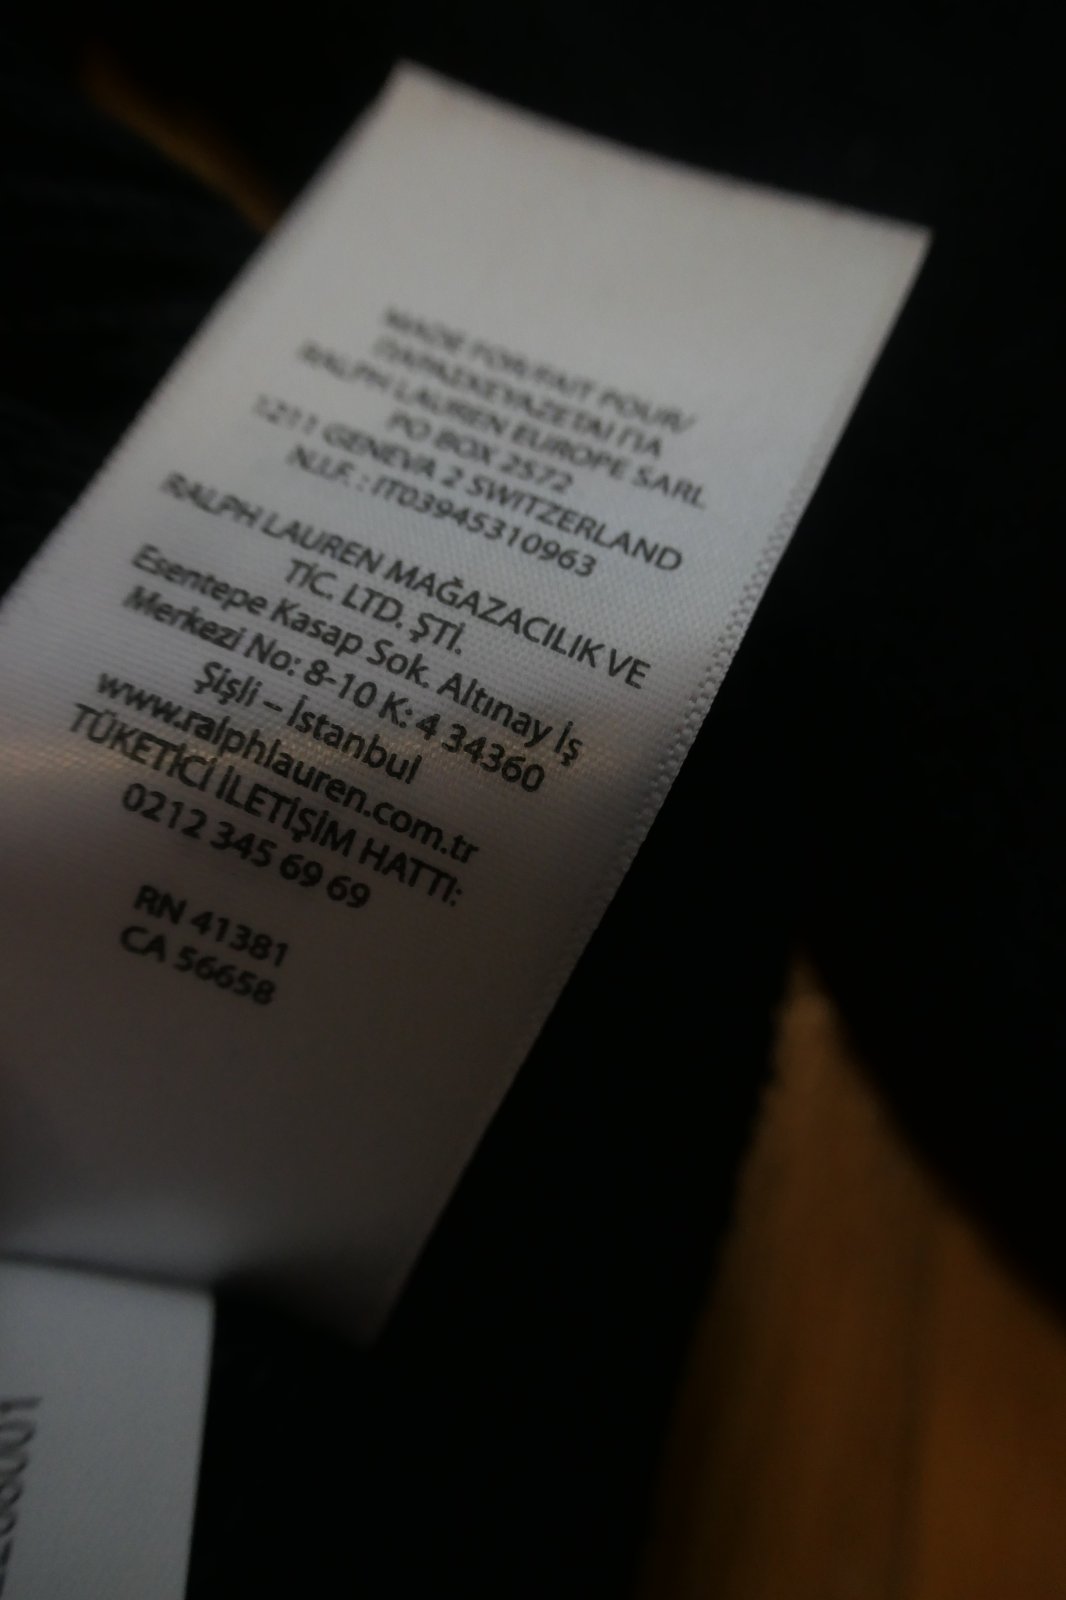 MADE FOR/FAIT POUR/
ΠΑΡΑΣΚΕΥΑΖΕΤΑΙ ΓΙΑ
RALPH LAUREN EUROPE SARL
PO BOX 2572
1211 GENEVA 2 SWITZERLAND
N.I.F. : IT03945310963
RALPH LAUREN MAĞAZACILIK VE
TİC. LTD. ŞTİ.
Esentepe Kasap Sok. Altınay İş
Merkezi No: 8-10 K: 4 34360
Şişli – İstanbul
www.ralphlauren.com.tr
TÜKETİCİ İLETİŞİM HATTI:
0212 345 69 69
RN 41381
CA 56658